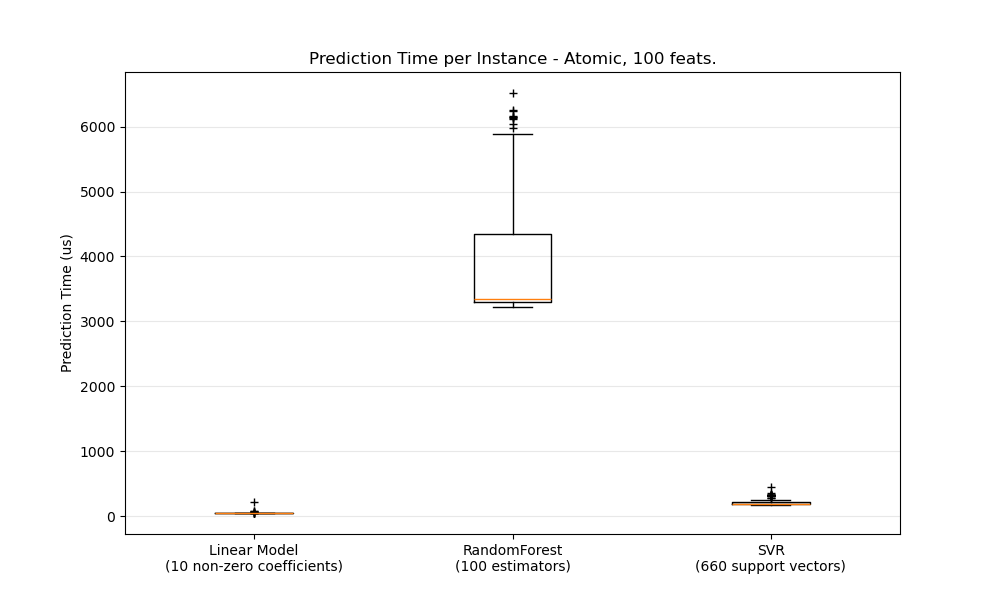 Prediction Time per Instance - Atomic, 100 feats.
Prediction Time (us)
6000
5000
4000
3000
2000
1000
0
Linear Model
(10 non-zero coefficients)
RandomForest
(100 estimators)
SVR
(660 support vectors)